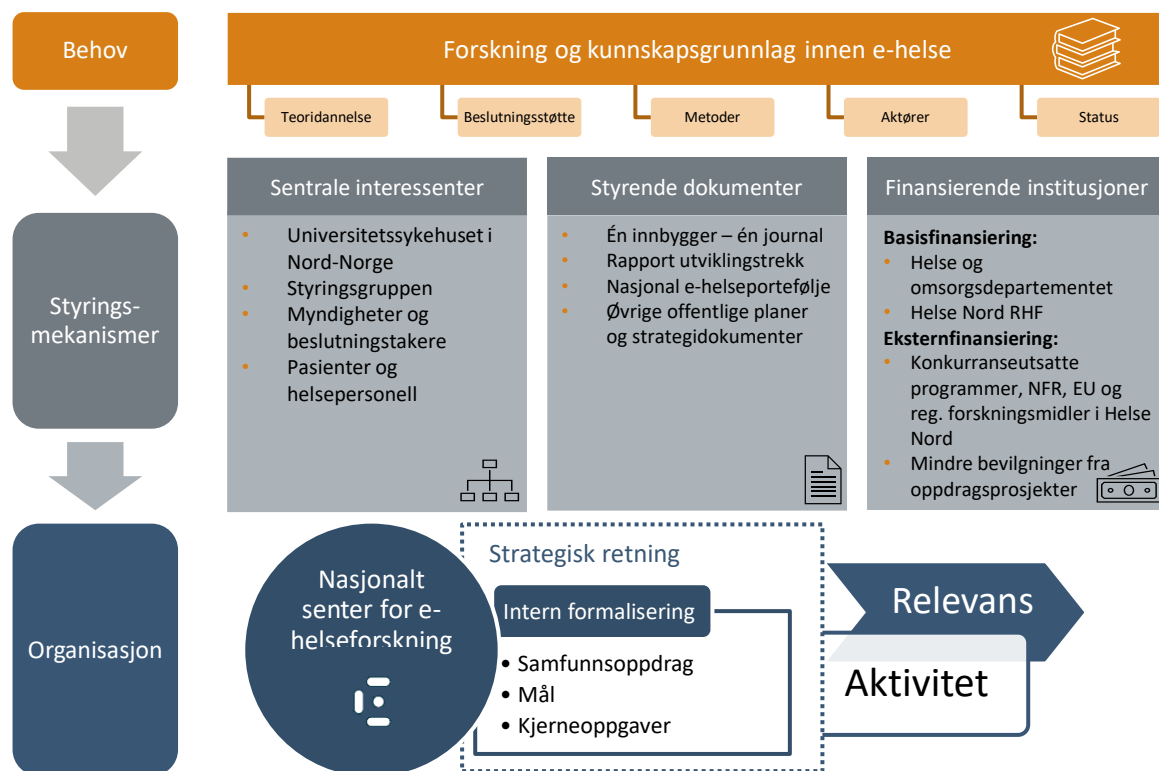 Behov
Forskning og kunnskapsgrunnlag innen e-helse
Teoridannelse
Beslutningsstøtte
Metoder
Aktører
Status
Styrings-
mekanismer
Sentrale interessenter
• Universitetssykehuset i
Nord-Norge
• Styringsgruppen
• Myndigheter og
beslutningstakere
• Pasienter og
helsepersonell
Styrende dokumenter
• Én innbygger – én journal
• Rapport utviklingstrekk
• Nasjonal e-helseportefølje
• Øvrige offentlige planer
og strategidokumenter
Finansierende institusjoner
Basisfinansiering:
• Helse og
omsorgsdepartementet
• Helse Nord RHF
Eksternfinansiering:
• Konkurranseutsatte
programmer, NFR, EU og
reg. forskningsmidler i Helse
Nord
• Mindre bevilgninger fra
oppdragsprosjekter
Organisasjon
Nasjonalt
senter for e-
helseforskning
Strategisk retning
Intern formalisering
• Samfunnsoppdrag
• Mål
• Kjerneoppgaver
Relevans
Aktivitet